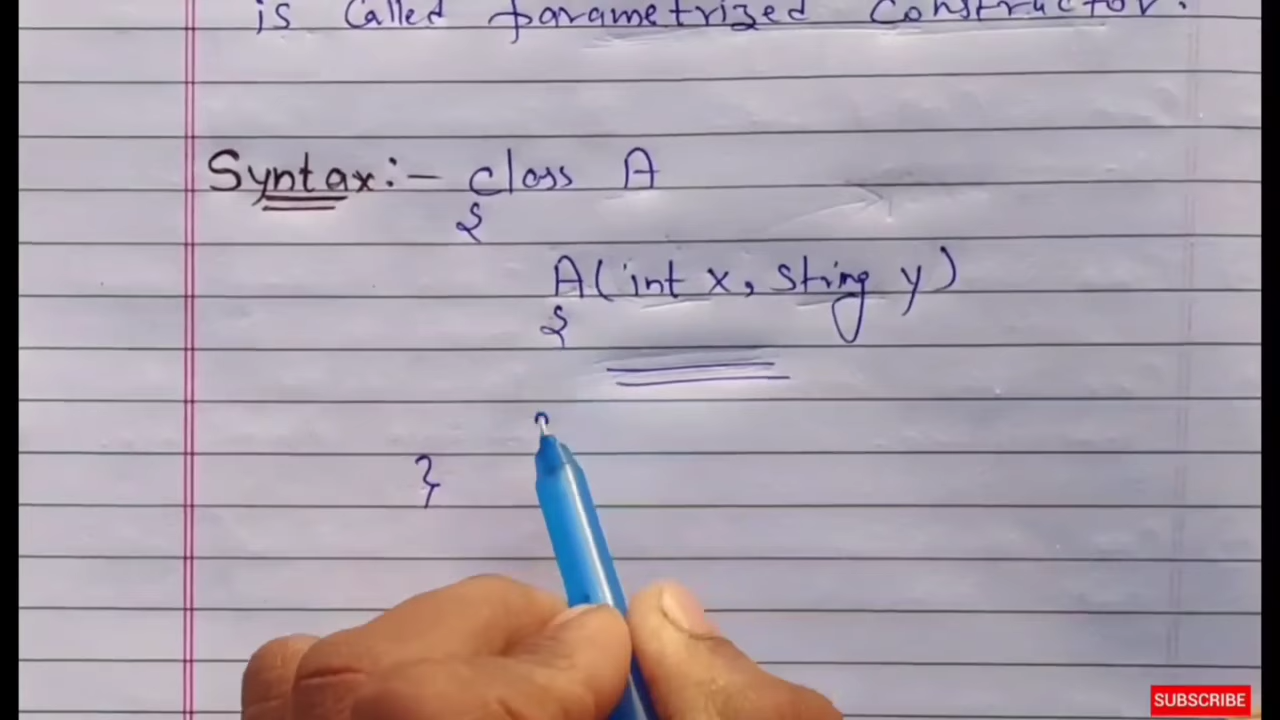 is called parametrized constructor.
Syntax:- class A
{
A(int x, string y)
{
}
SUBSCRIBE